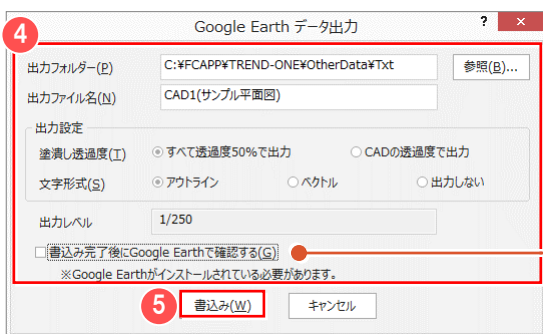 4
Google Earth データ出力
? ×
出力フォルダー(P) C:¥FCAPP¥TREND-ONE¥OtherData¥Txt 参照(B)...
出力ファイル名(N) CAD1(サンプル平面図)
出力設定
塗潰し透過度(T) すべて透過度50%で出力 CADの透過度で出力
文字形式(S) アウトライン ベクトル 出力しない
出力レベル 1/250
書込み完了後にGoogle Earthで確認する(G)
※Google Earthがインストールされている必要があります。
5 書込み(W) キャンセル